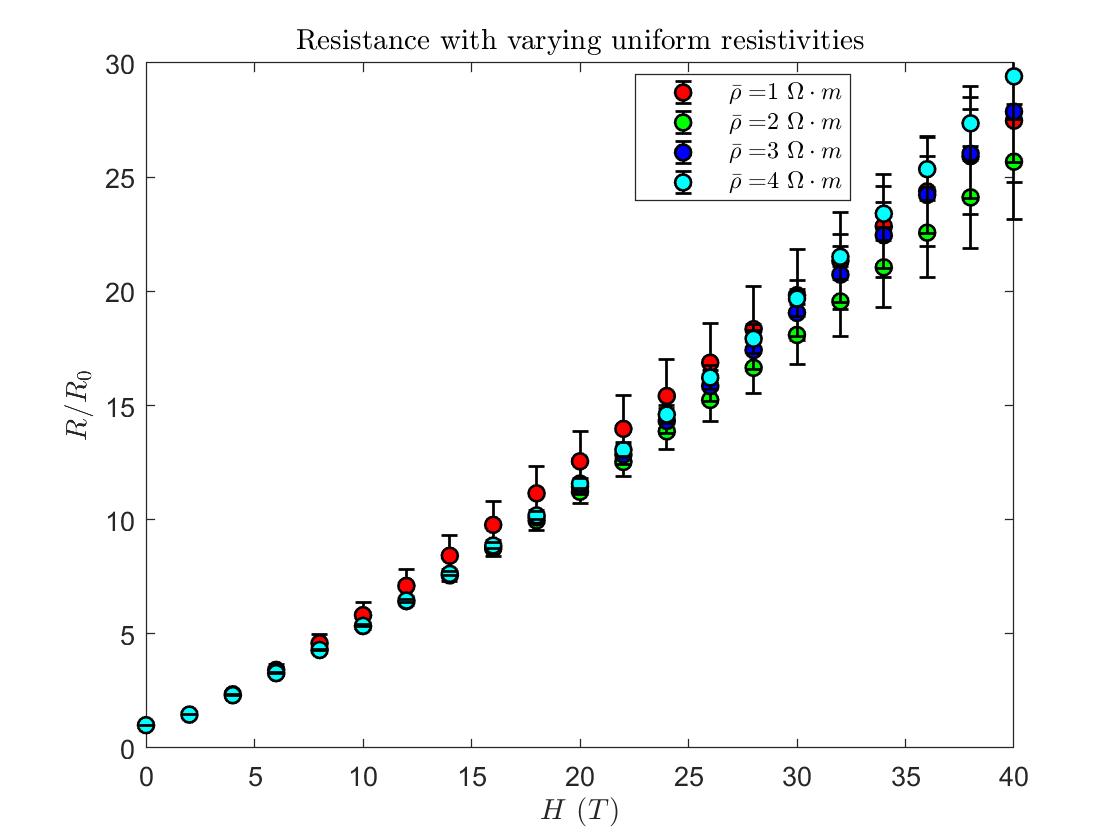 Resistance with varying uniform resistivities
30
25
20
15
10
5
0
R/R₀
ρ̄ =1 Ω · m
ρ̄ =2 Ω · m
ρ̄ =3 Ω · m
ρ̄ =4 Ω · m
0 5 10 15 20 25 30 35 40
H (T)